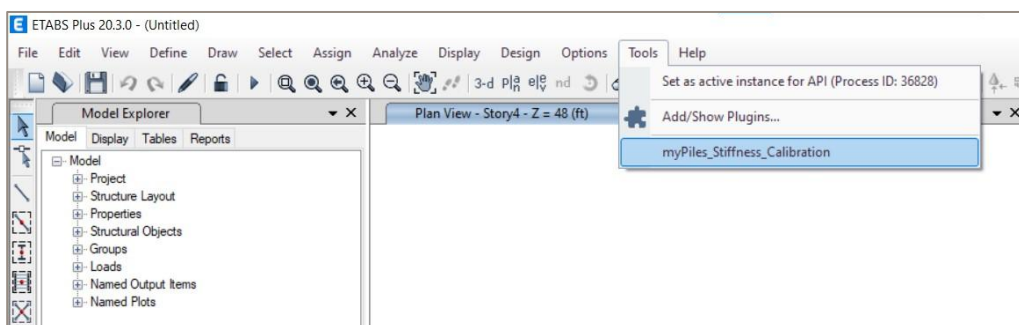 ETABS Plus 20.3.0 - (Untitled)
File Edit View Define Draw Select Assign Analyze Display Design Options Tools Help
3-d nd
Set as active instance for API (Process ID: 36828)
Add/Show Plugins...
myPiles_Stiffness_Calibration
Model Explorer
Plan View - Story4 - Z = 48 (ft)
Model Display Tables Reports
Model
Project
Structure Layout
Properties
Structural Objects
Groups
Loads
Named Output Items
Named Plots